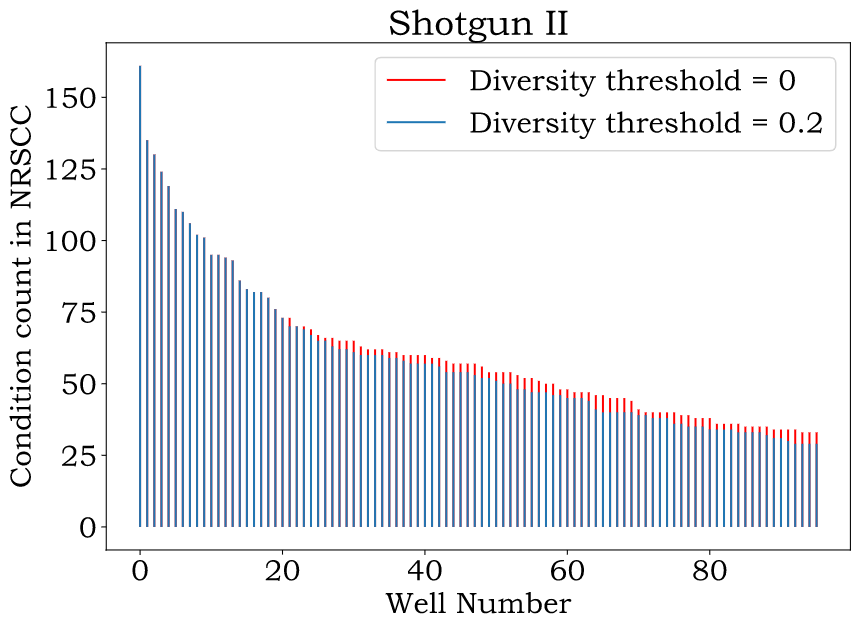 Shotgun II
Diversity threshold = 0
Diversity threshold = 0.2
Condition count in NRSCC
150
125
100
75
50
25
0
0 20 40 60 80
Well Number